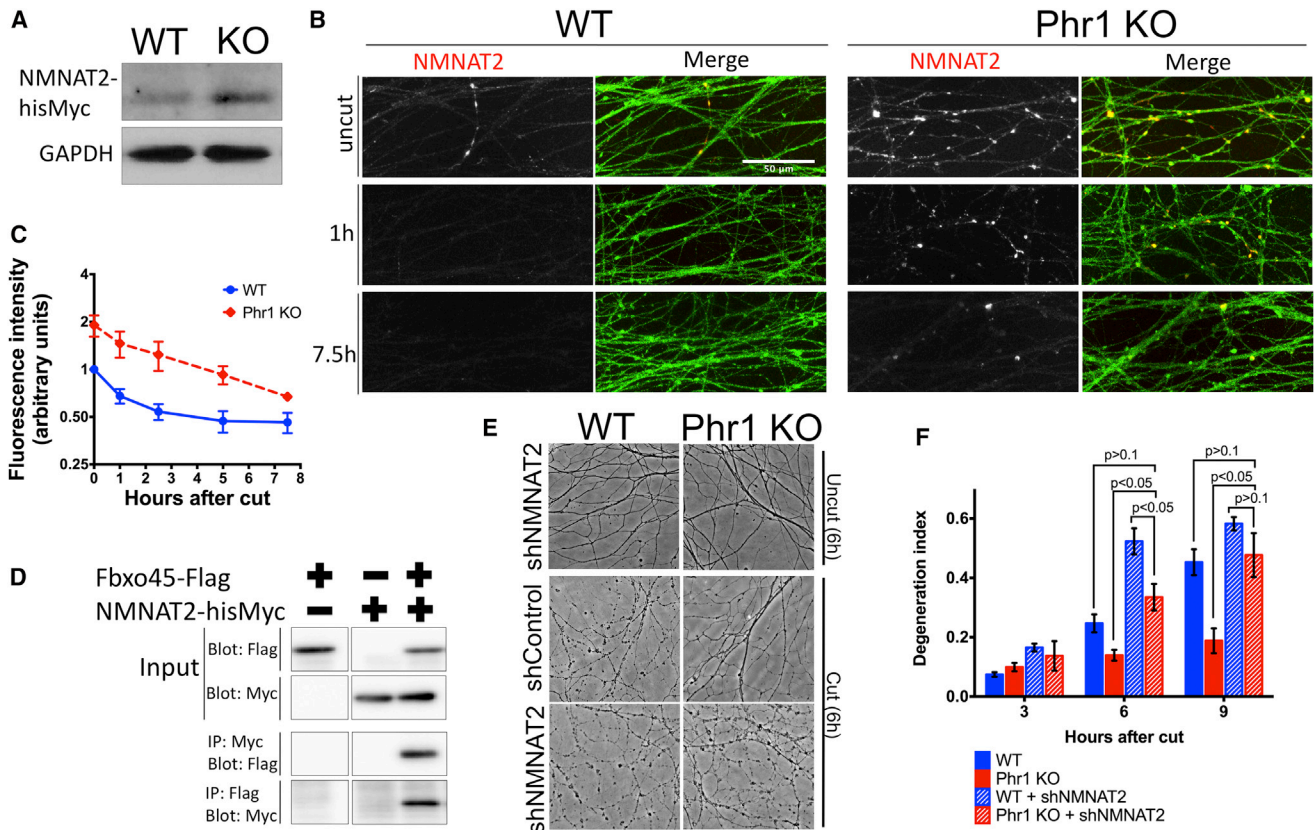 A
WT KO
NMNAT2-
hisMyc
GAPDH
B
WT
Phr1 KO
NMNAT2
Merge
NMNAT2
Merge
uncut
50 µm
1h
7.5h
C
Fluorescence intensity
(arbitrary units)
4
2
1
0.50
0.25
0 1 2 3 4 5 6 7 8
Hours after cut
WT
Phr1 KO
D
Fbxo45-Flag + − +
NMNAT2-hisMyc − + +
Input
Blot: Flag
Blot: Myc
IP: Myc
Blot: Flag
IP: Flag
Blot: Myc
E
WT Phr1 KO
shNMNAT2
shControl
shNMNAT2
Uncut (6h)
Cut (6h)
F
Degeneration index
0.6
0.4
0.2
0.0
p>0.1
p<0.05
p<0.05
p>0.1
p<0.05
p>0.1
3 6 9
Hours after cut
WT
Phr1 KO
WT + shNMNAT2
Phr1 KO + shNMNAT2